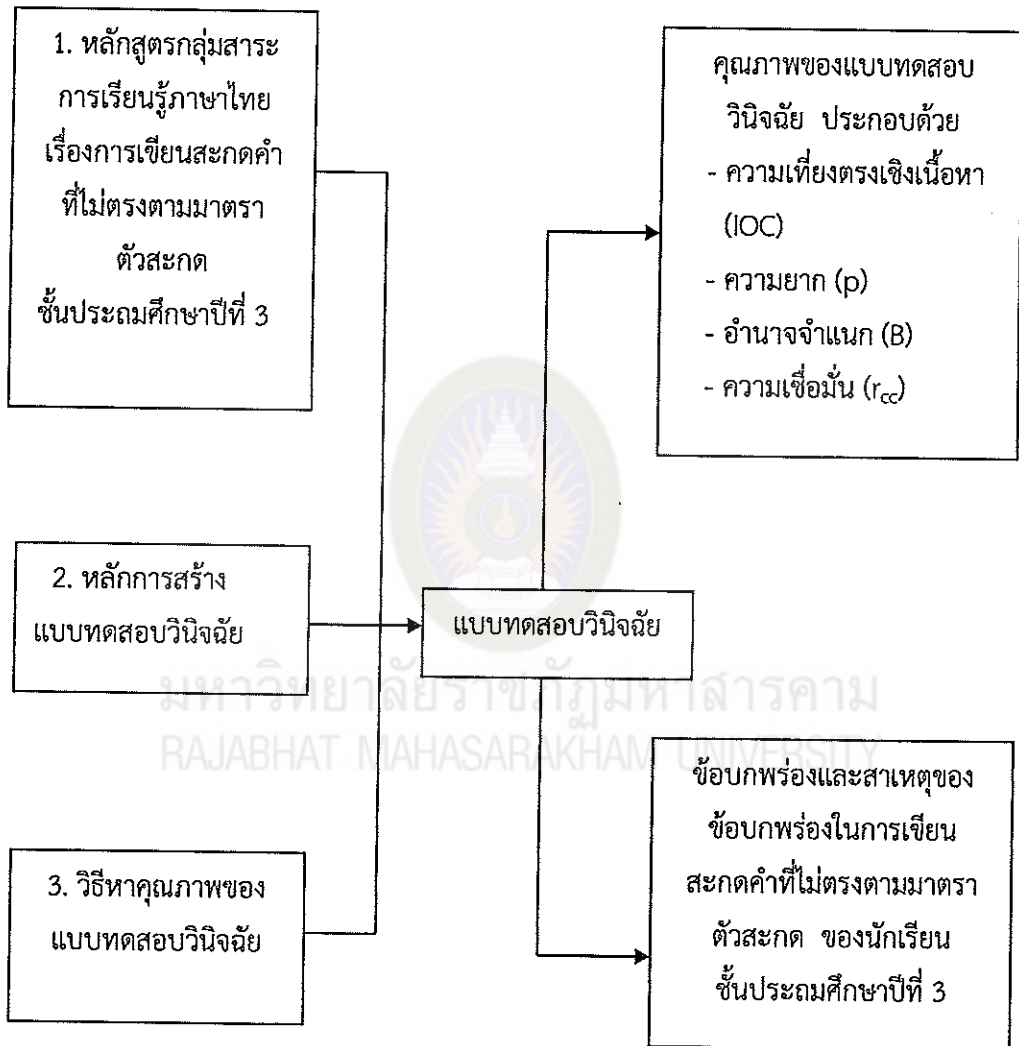 1. หลักสูตรกลุ่มสาระ
การเรียนรู้ภาษาไทย
เรื่องการเขียนสะกดคำ
ที่ไม่ตรงตามมาตรา
ตัวสะกด
ชั้นประถมศึกษาปีที่ 3
2. หลักการสร้าง
แบบทดสอบวินิจฉัย
3. วิธีหาคุณภาพของ
แบบทดสอบวินิจฉัย
แบบทดสอบวินิจฉัย
คุณภาพของแบบทดสอบ
วินิจฉัย ประกอบด้วย
- ความเที่ยงตรงเชิงเนื้อหา
(IOC)
- ความยาก (p)
- อำนาจจำแนก (B)
- ความเชื่อมั่น (rcc)
ข้อบกพร่องและสาเหตุของ
ข้อบกพร่องในการเขียน
สะกดคำที่ไม่ตรงตามมาตรา
ตัวสะกด ของนักเรียน
ชั้นประถมศึกษาปีที่ 3
มหาวิทยาลัยราชภัฏมหาสารคาม
RAJABHAT MAHASARAKHAM UNIVERSITY